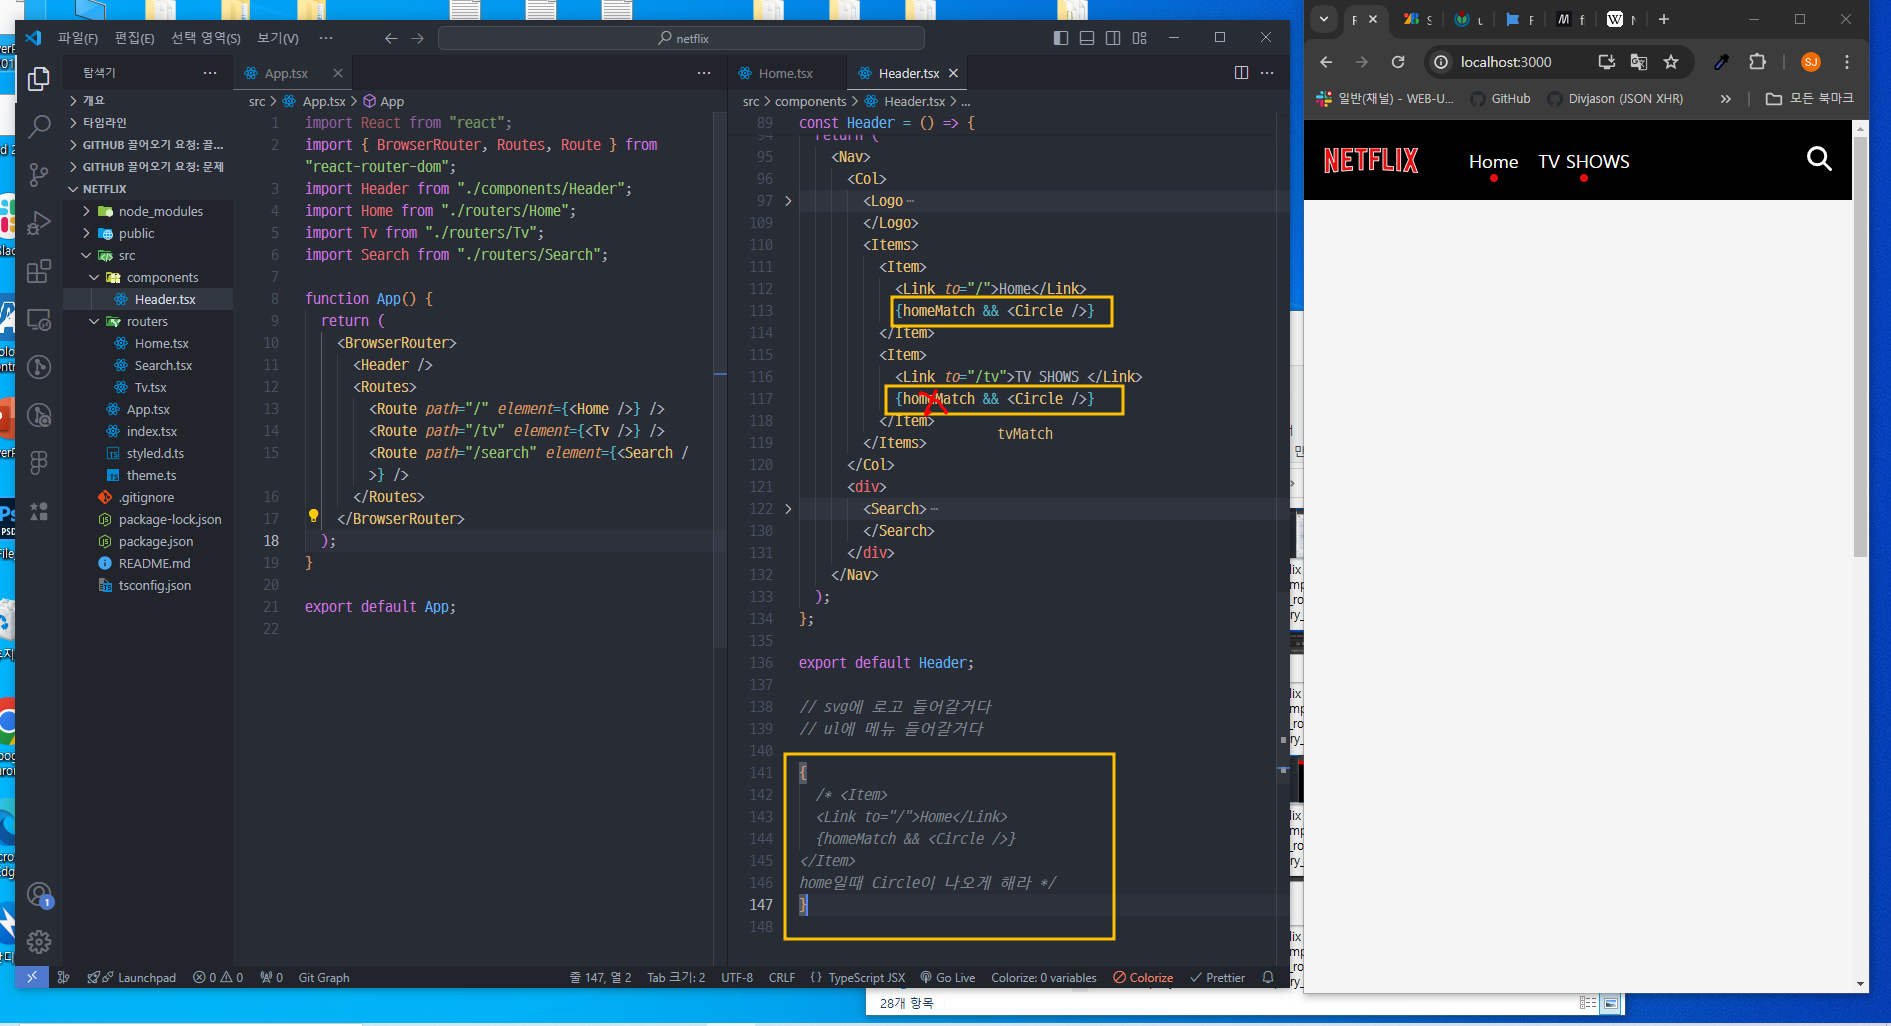 파일(F) 편집(E) 선택 영역(S) 보기(V) ··· netflix
탐색기
개요
타임라인
GITHUB 끌어오기 요청: 끌...
GITHUB 끌어오기 요청: 문제
NETFLIX
node_modules
public
src
components
Header.tsx
routers
Home.tsx
Search.tsx
Tv.tsx
App.tsx
index.tsx
styled.d.ts
theme.ts
.gitignore
package-lock.json
package.json
README.md
tsconfig.json
App.tsx
src > App.tsx > App
1 import React from "react";
2 import { BrowserRouter, Routes, Route } from
"react-router-dom";
3 import Header from "./components/Header";
4 import Home from "./routers/Home";
5 import Tv from "./routers/Tv";
6 import Search from "./routers/Search";
7
8 function App() {
9 return (
10 <BrowserRouter>
11 <Header />
12 <Routes>
13 <Route path="/" element={<Home />} />
14 <Route path="/tv" element={<Tv />} />
15 <Route path="/search" element={<Search /
>} />
16 </Routes>
17 </BrowserRouter>
18 );
19 }
20
21 export default App;
22
Home.tsx Header.tsx
src > components > Header.tsx > ...
89 const Header = () => {
94 return (
95 <Nav>
96 <Col>
97 <Logo ···
109 </Logo>
110 <Items>
111 <Item>
112 <Link to="/">Home</Link>
113 {homeMatch && <Circle />}
114 </Item>
115 <Item>
116 <Link to="/tv">TV SHOWS </Link>
117 {homeMatch && <Circle />}
118 </Item>
tvMatch
119 </Items>
120 </Col>
121 <div>
122 <Search> ···
130 </Search>
131 </div>
132 </Nav>
133 );
134 };
135
136 export default Header;
137
138 // svg에 로고 들어갈거다
139 // ul에 메뉴 들어갈거다
140
141 {
142 /* <Item>
143 <Link to="/">Home</Link>
144 {homeMatch && <Circle />}
145 </Item>
146 home일때 Circle이 나오게 해라 */
147 }
148
1
Launchpad 0 0 0 Git Graph 줄 147, 열 2 Tab 크기: 2 UTF-8 CRLF {} TypeScript JSX Go Live Colorize: 0 variables Colorize Prettier
28개 항목
localhost:3000
SJ
일반(채널) - WEB-U... GitHub Divjason (JSON XHR) » 모든 북마크
NETFLIX Home TV SHOWS